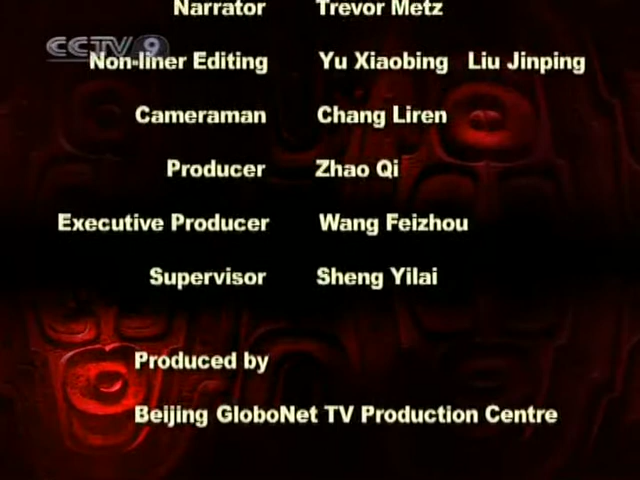 Narrator Trevor Metz
CCTV 9
Non-liner Editing Yu Xiaobing Liu Jinping
Cameraman Chang Liren
Producer Zhao Qi
Executive Producer Wang Feizhou
Supervisor Sheng Yilai
Produced by
Beijing GloboNet TV Production Centre